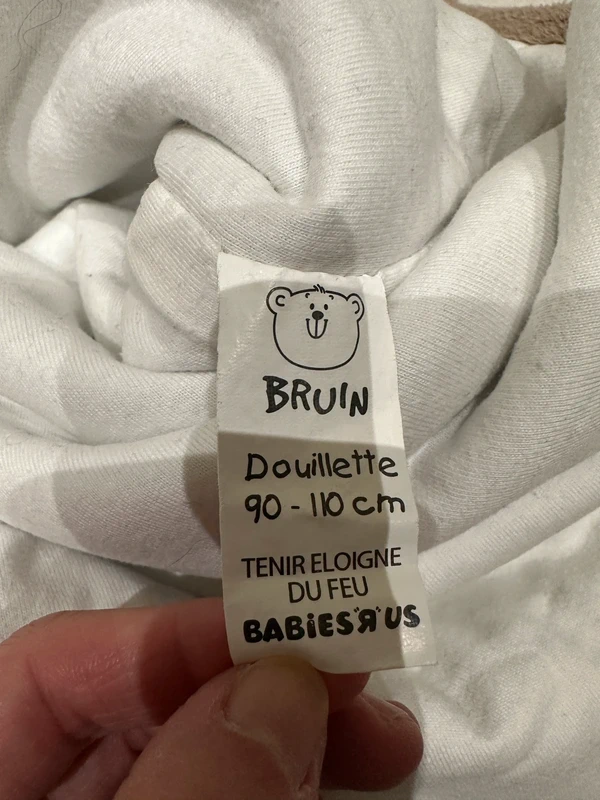 BRUIN
Douillette
90 - 110 cm
TENIR ELOIGNE
DU FEU
BABIES"R"US